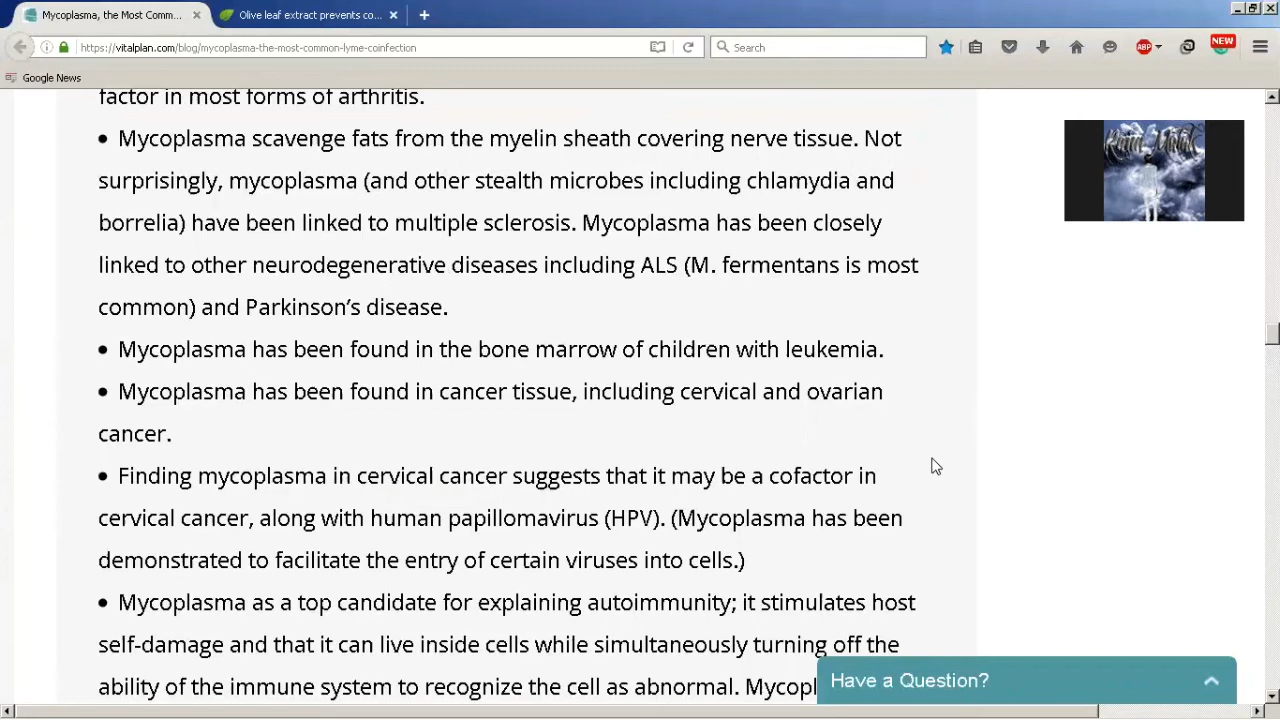 Mycoplasma, the Most Comm...
Olive leaf extract prevents co...
https://vitalplan.com/blog/mycoplasma-the-most-common-lyme-coinfection
Search
ABP
NEW
Google News
factor in most forms of arthritis.
• Mycoplasma scavenge fats from the myelin sheath covering nerve tissue. Not
surprisingly, mycoplasma (and other stealth microbes including chlamydia and
borrelia) have been linked to multiple sclerosis. Mycoplasma has been closely
linked to other neurodegenerative diseases including ALS (M. fermentans is most
common) and Parkinson’s disease.
• Mycoplasma has been found in the bone marrow of children with leukemia.
• Mycoplasma has been found in cancer tissue, including cervical and ovarian
cancer.
• Finding mycoplasma in cervical cancer suggests that it may be a cofactor in
cervical cancer, along with human papillomavirus (HPV). (Mycoplasma has been
demonstrated to facilitate the entry of certain viruses into cells.)
• Mycoplasma as a top candidate for explaining autoimmunity; it stimulates host
self-damage and that it can live inside cells while simultaneously turning off the
ability of the immune system to recognize the cell as abnormal. Mycopl
Have a Question?